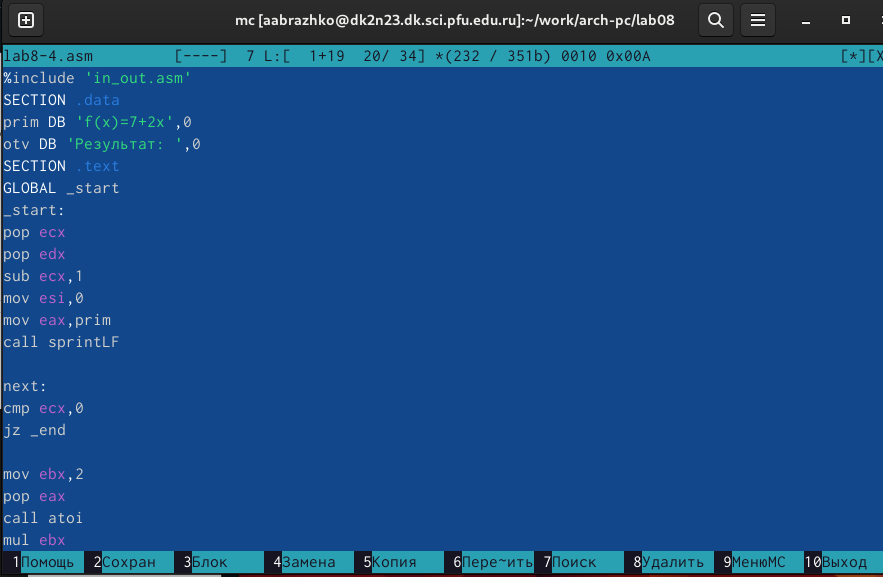 mc [aabrazhko@dk2n23.dk.sci.pfu.edu.ru]:~/work/arch-pc/lab08
lab8-4.asm [----] 7 L:[ 1+19 20/ 34] *(232 / 351b) 0010 0x00A [*][X
%include 'in_out.asm'
SECTION .data
prim DB 'f(x)=7+2x',0
otv DB 'Результат: ',0
SECTION .text
GLOBAL _start
_start:
pop ecx
pop edx
sub ecx,1
mov esi,0
mov eax,prim
call sprintLF
next:
cmp ecx,0
jz _end
mov ebx,2
pop eax
call atoi
mul ebx
1Помощь 2Сохран 3Блок 4Замена 5Копия 6Пере~ить 7Поиск 8Удалить 9МенюМС 10Выход